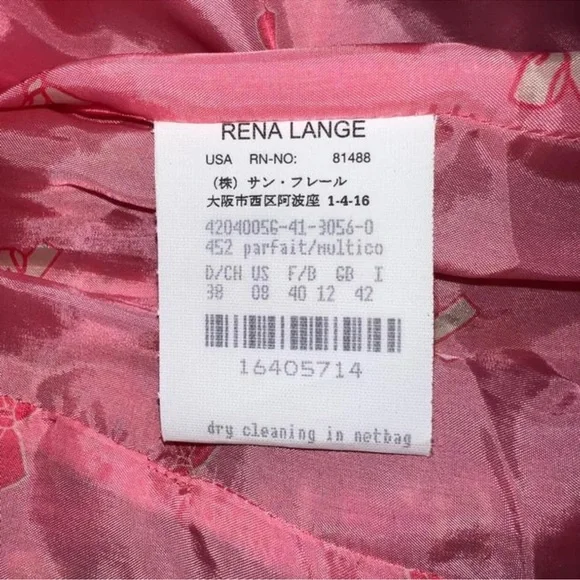 RENA LANGE
USA RN-NO: 81488
（株）サン・フレール
大阪市西区阿波座 1-4-16
4204005G-41-3056-0
452 parfait/multico
D/CH US F/B GB I
38 08 40 12 42
16405714
dry cleaning in netbag